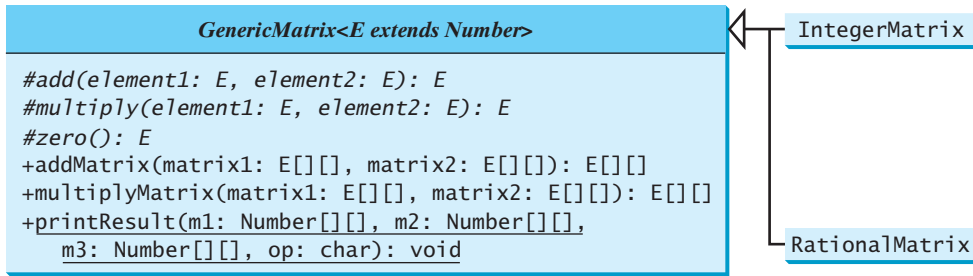 GenericMatrix<E extends Number>
IntegerMatrix
#add(element1: E, element2: E): E
#multiply(element1: E, element2: E): E
#zero(): E
+addMatrix(matrix1: E[][], matrix2: E[][]): E[][]
+multiplyMatrix(matrix1: E[][], matrix2: E[][]): E[][]
+printResult(m1: Number[][], m2: Number[][],
m3: Number[][], op: char): void
RationalMatrix